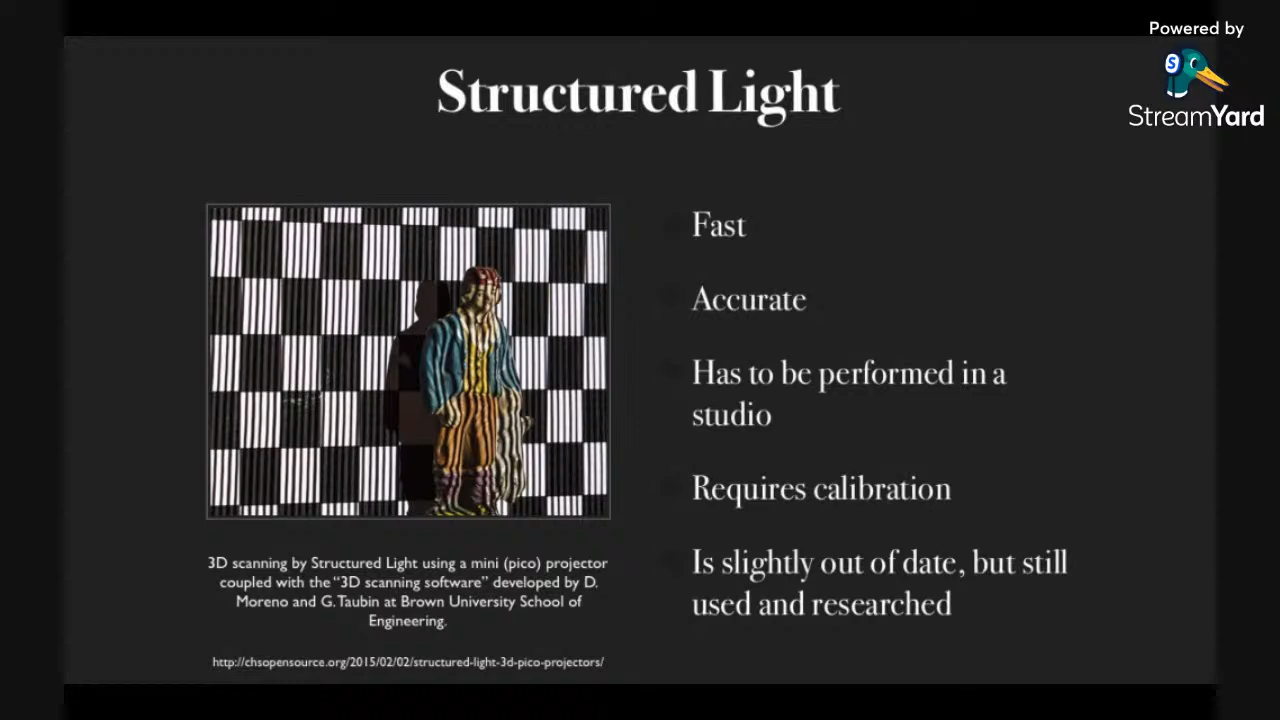 Powered by
StreamYard
Structured Light
Fast
Accurate
Has to be performed in a
studio
Requires calibration
Is slightly out of date, but still
used and researched
3D scanning by Structured Light using a mini (pico) projector
coupled with the "3D scanning software" developed by D.
Moreno and G. Taubin at Brown University School of
Engineering.
http://chsopensource.org/2015/02/02/structured-light-3d-pico-projectors/